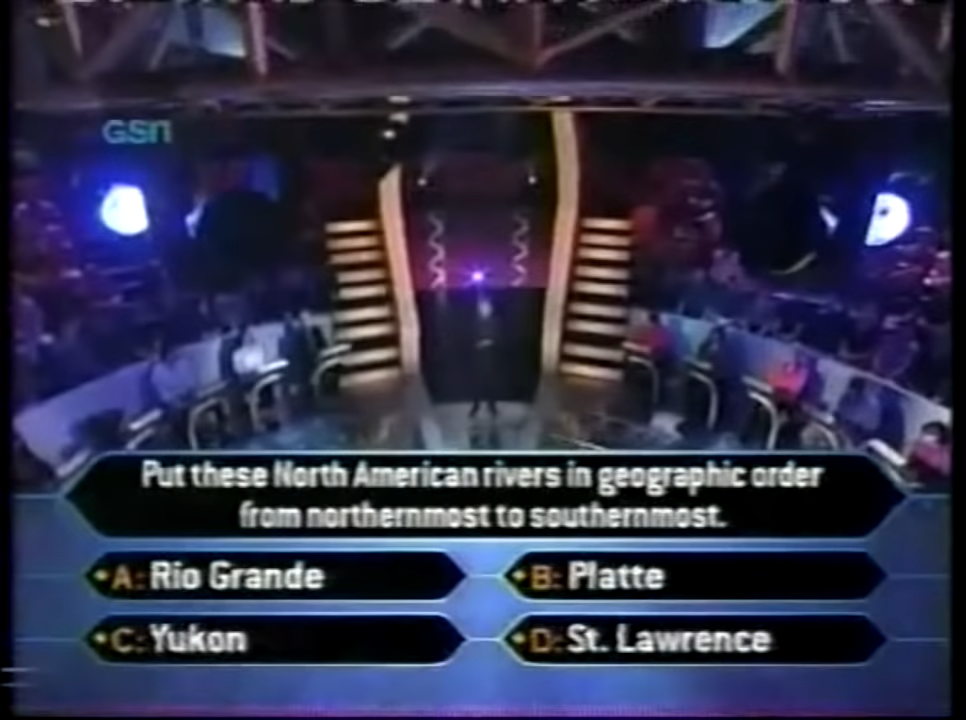 GSN
Put these North American rivers in geographic order
from northernmost to southernmost.
A: Rio Grande
B: Platte
C: Yukon
D: St. Lawrence